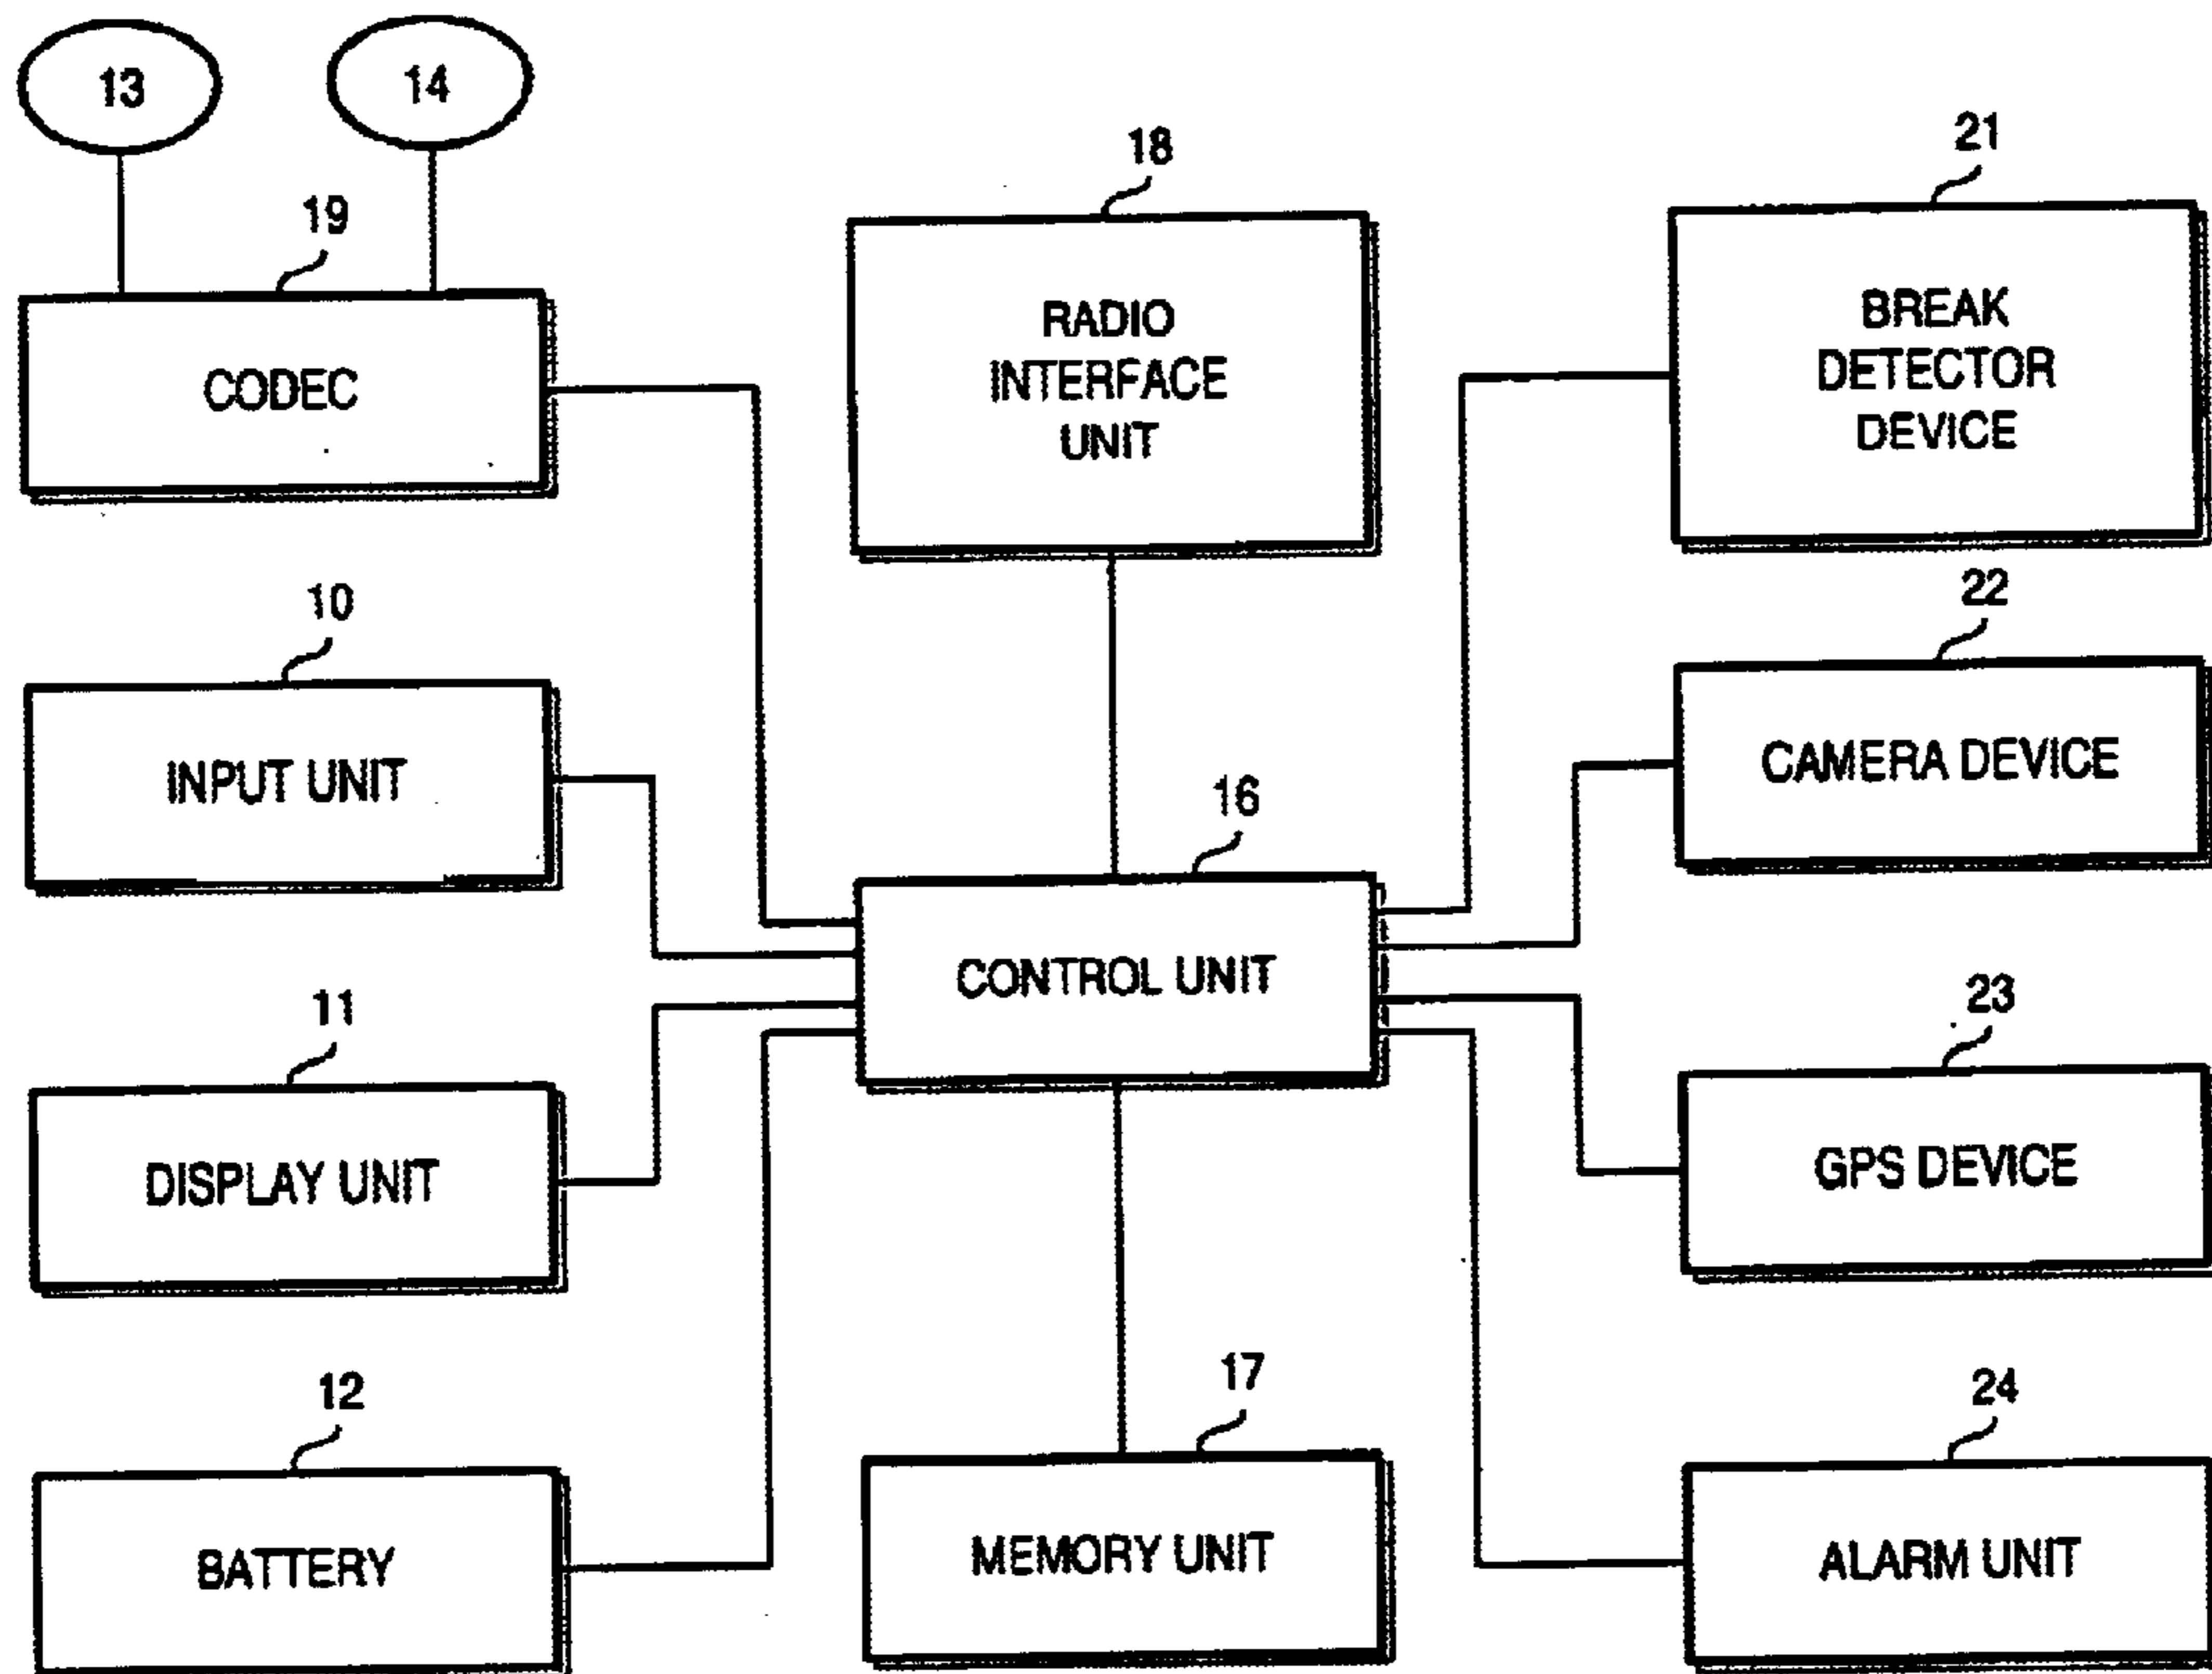 13
14
19
CODEC
18
RADIO
INTERFACE
UNIT
21
BREAK
DETECTOR
DEVICE
10
INPUT UNIT
22
CAMERA DEVICE
16
CONTROL UNIT
11
DISPLAY UNIT
23
GPS DEVICE
12
BATTERY
17
MEMORY UNIT
24
ALARM UNIT